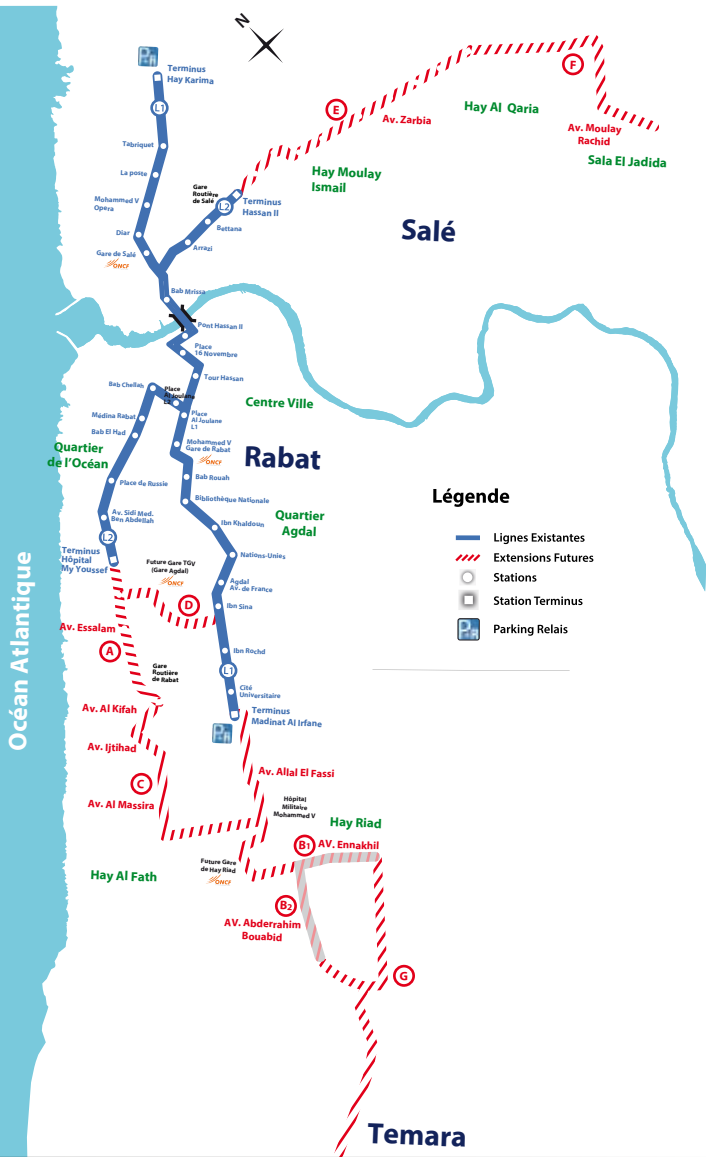 N
Terminus
Hay Karima
L1
F
E
Hay Al Qaria
Av. Zarbia
Av. Moulay
Rachid
Sala El Jadida
Tabriquet
La poste
Hay Moulay
Ismail
Gare
Routière
de Salé
Mohammed V
Opera
L2
Terminus
Hassan II
Bettana
Salé
Diar
Arrazi
Gare de Salé
ONCF
Bab Mrissa
Pont Hassan II
Place
16 Novembre
Tour Hassan
Bab Chellah
Place
Al Joulane
L2
Centre Ville
Médina Rabat
Place
Al Joulane
L1
Bab El Had
Mohammed V
Gare de Rabat
ONCF
Rabat
Quartier
de l'Océan
Bab Rouah
Place de Russie
Bibliothèque Nationale
Légende
Av. Sidi Med.
Ben Abdellah
Ibn Khaldoun
Quartier
Agdal
L2
Lignes Existantes
Terminus
Hôpital
My Youssef
Nations-Unies
Extensions Futures
Future Gare TGV
(Gare Agdal)
ONCF
Stations
Agdal
Av. de France
Station Terminus
D
Ibn Sina
Parking Relais
Av. Essalam
A
Ibn Rochd
Océan Atlantique
Gare
Routière
de Rabat
L1
Cité
Universitaire
Av. Al Kifah
Terminus
Madinat Al Irfane
Av. Ijtihad
Av. Allal El Fassi
C
Av. Al Massira
Hôpital
Militaire
Mohammed V
Hay Riad
B1
AV. Ennakhil
Future Gare
de Hay Riad
ONCF
Hay Al Fath
B2
AV. Abderrahim
Bouabid
G
Temara